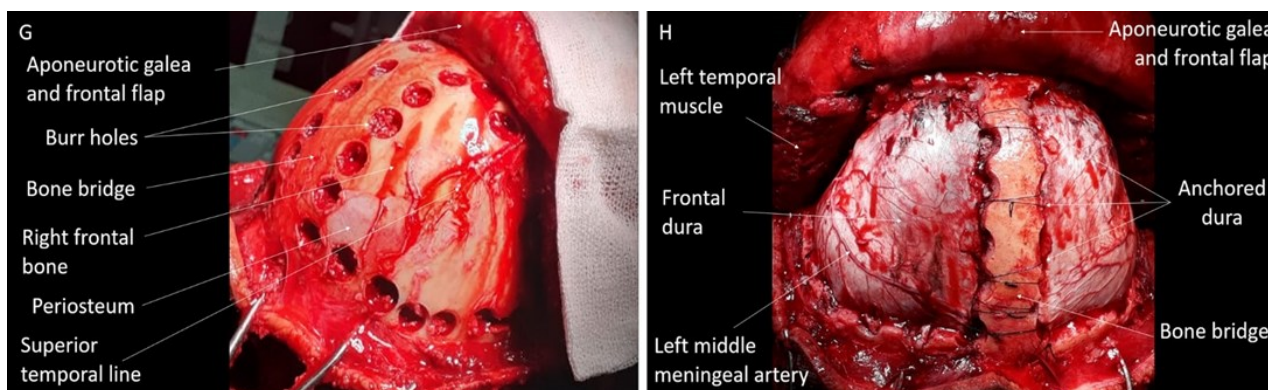 G
Aponeurotic galea
and frontal flap
Burr holes
Bone bridge
Right frontal
bone
Periosteum
Superior
temporal line
H
Aponeurotic galea
and frontal flap
Left temporal
muscle
Frontal
dura
Anchored
dura
Left middle
meningeal artery
Bone bridge